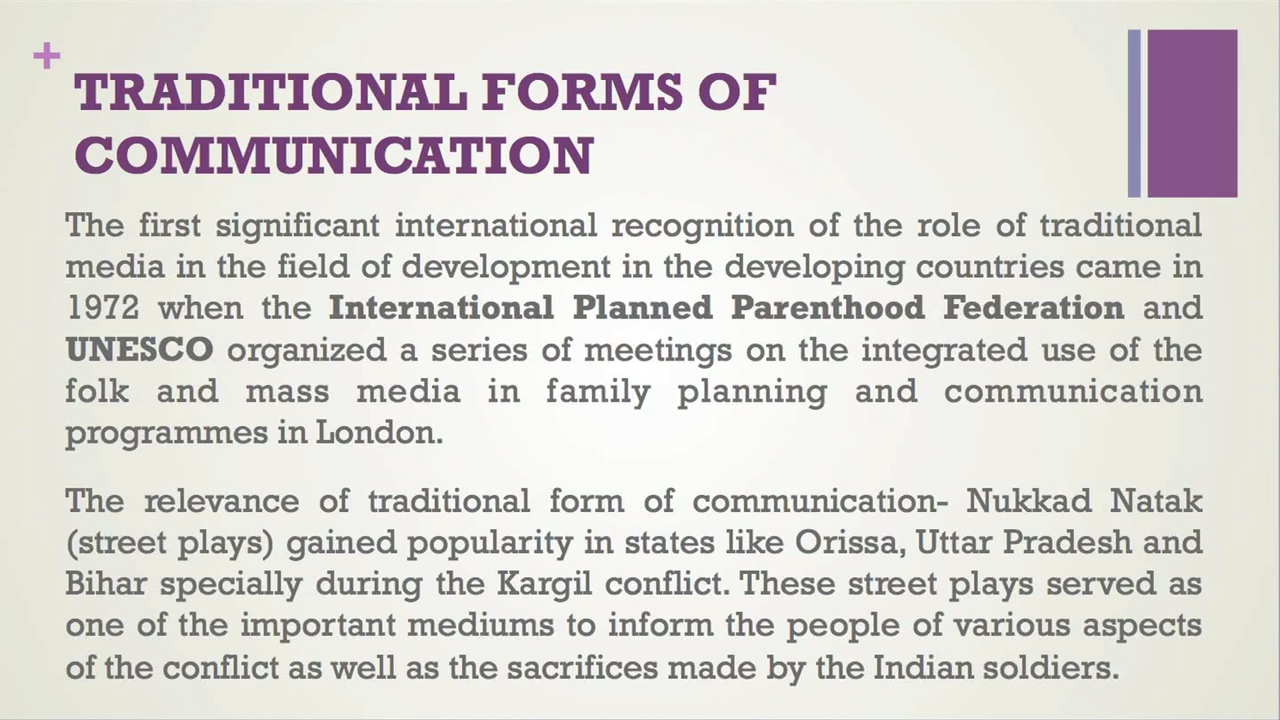 +
TRADITIONAL FORMS OF
COMMUNICATION
The first significant international recognition of the role of traditional
media in the field of development in the developing countries came in
1972 when the International Planned Parenthood Federation and
UNESCO organized a series of meetings on the integrated use of the
folk and mass media in family planning and communication
programmes in London.
The relevance of traditional form of communication- Nukkad Natak
(street plays) gained popularity in states like Orissa, Uttar Pradesh and
Bihar specially during the Kargil conflict. These street plays served as
one of the important mediums to inform the people of various aspects
of the conflict as well as the sacrifices made by the Indian soldiers.